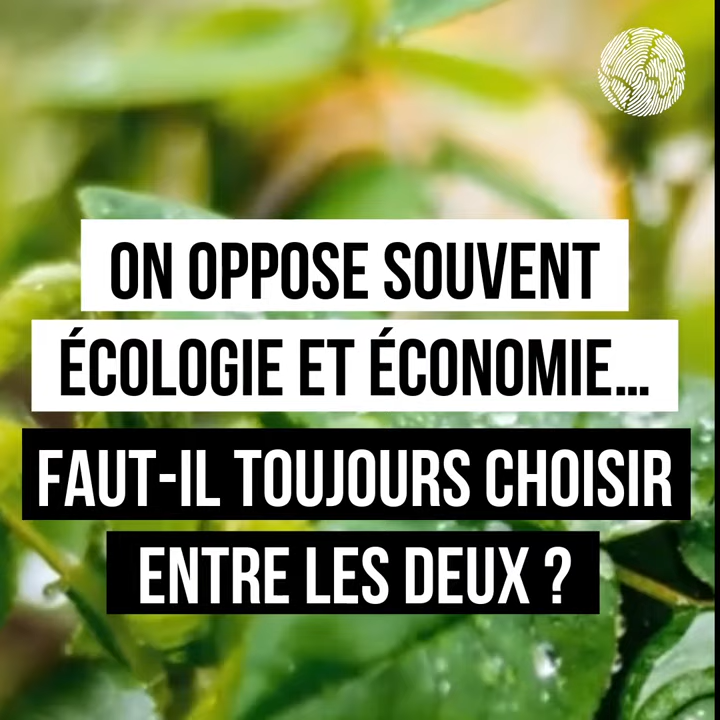 ON OPPOSE SOUVENT
ÉCOLOGIE ET ÉCONOMIE...
FAUT-IL TOUJOURS CHOISIR
ENTRE LES DEUX ?